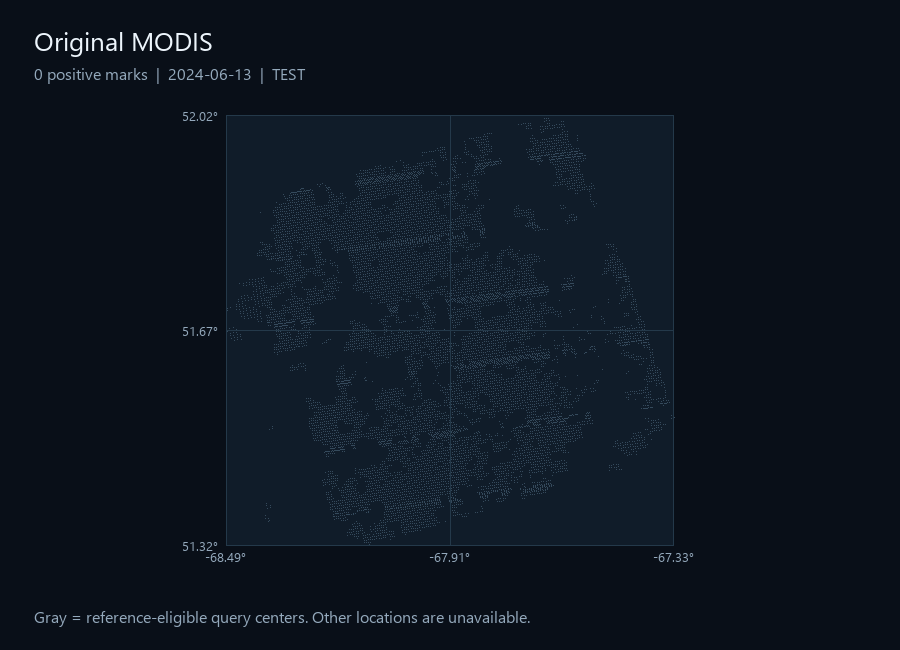 Original MODIS
0 positive marks | 2024-06-13 | TEST
52.02°
51.67°
51.32°
-68.49° -67.91° -67.33°
Gray = reference-eligible query centers. Other locations are unavailable.